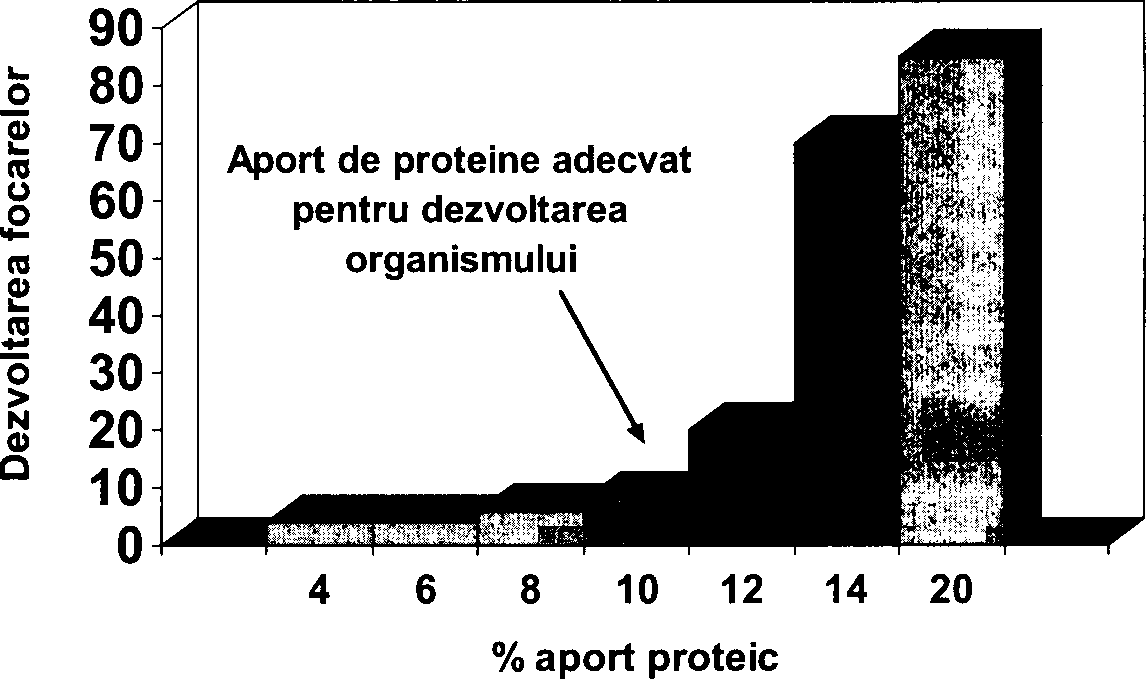 90
80
70
60
50
40
30
20
10
0
Dezvoltarea focarelor
Aport de proteine adecvat
pentru dezvoltarea
organismului
4 6 8 10 12 14 20
% aport proteic